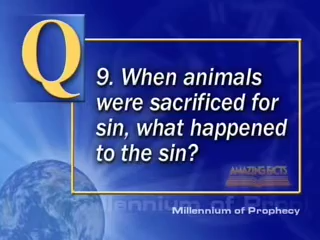 Q
9. When animals
were sacrificed for
sin, what happened
to the sin?
AMAZING FACTS
Millennium of Prop
Millennium of Prophecy